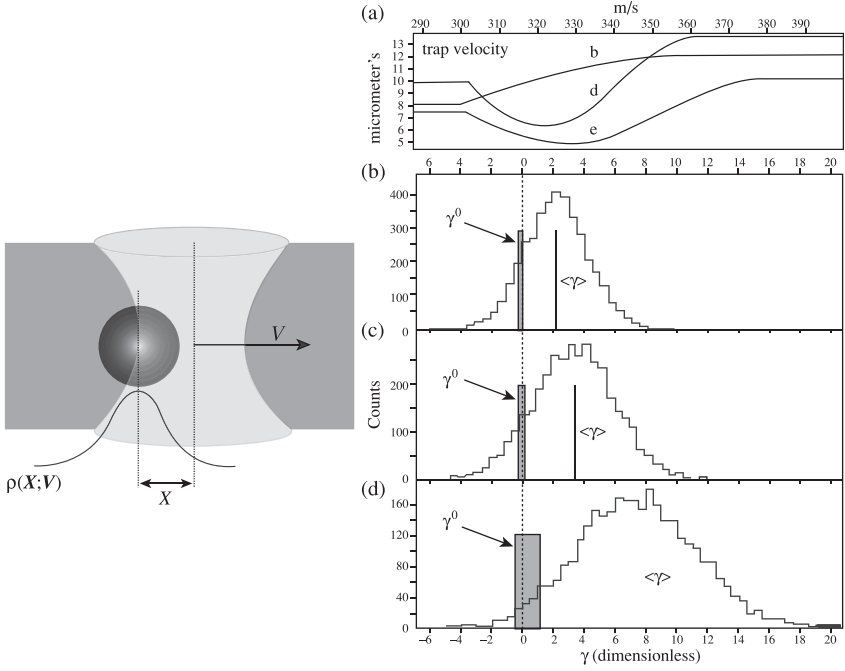 (a)
m/s
290 300 310 320 330 340 350 360 370 380 390
trap velocity
micrometer's
13
12
11
10
9
8
7
6
5
b
d
e
6 4 2 0 2 4 6 8 10 12 14 16 18 20
(b)
400
300
200
100
0
γ⁰
<γ>
(c)
Counts
200
100
0
γ⁰
<γ>
(d)
160
120
80
40
0
γ⁰
<γ>
−6 −4 −2 0 2 4 6 8 10 12 14 16 18 20
γ (dimensionless)
V
ρ(X;V)
X